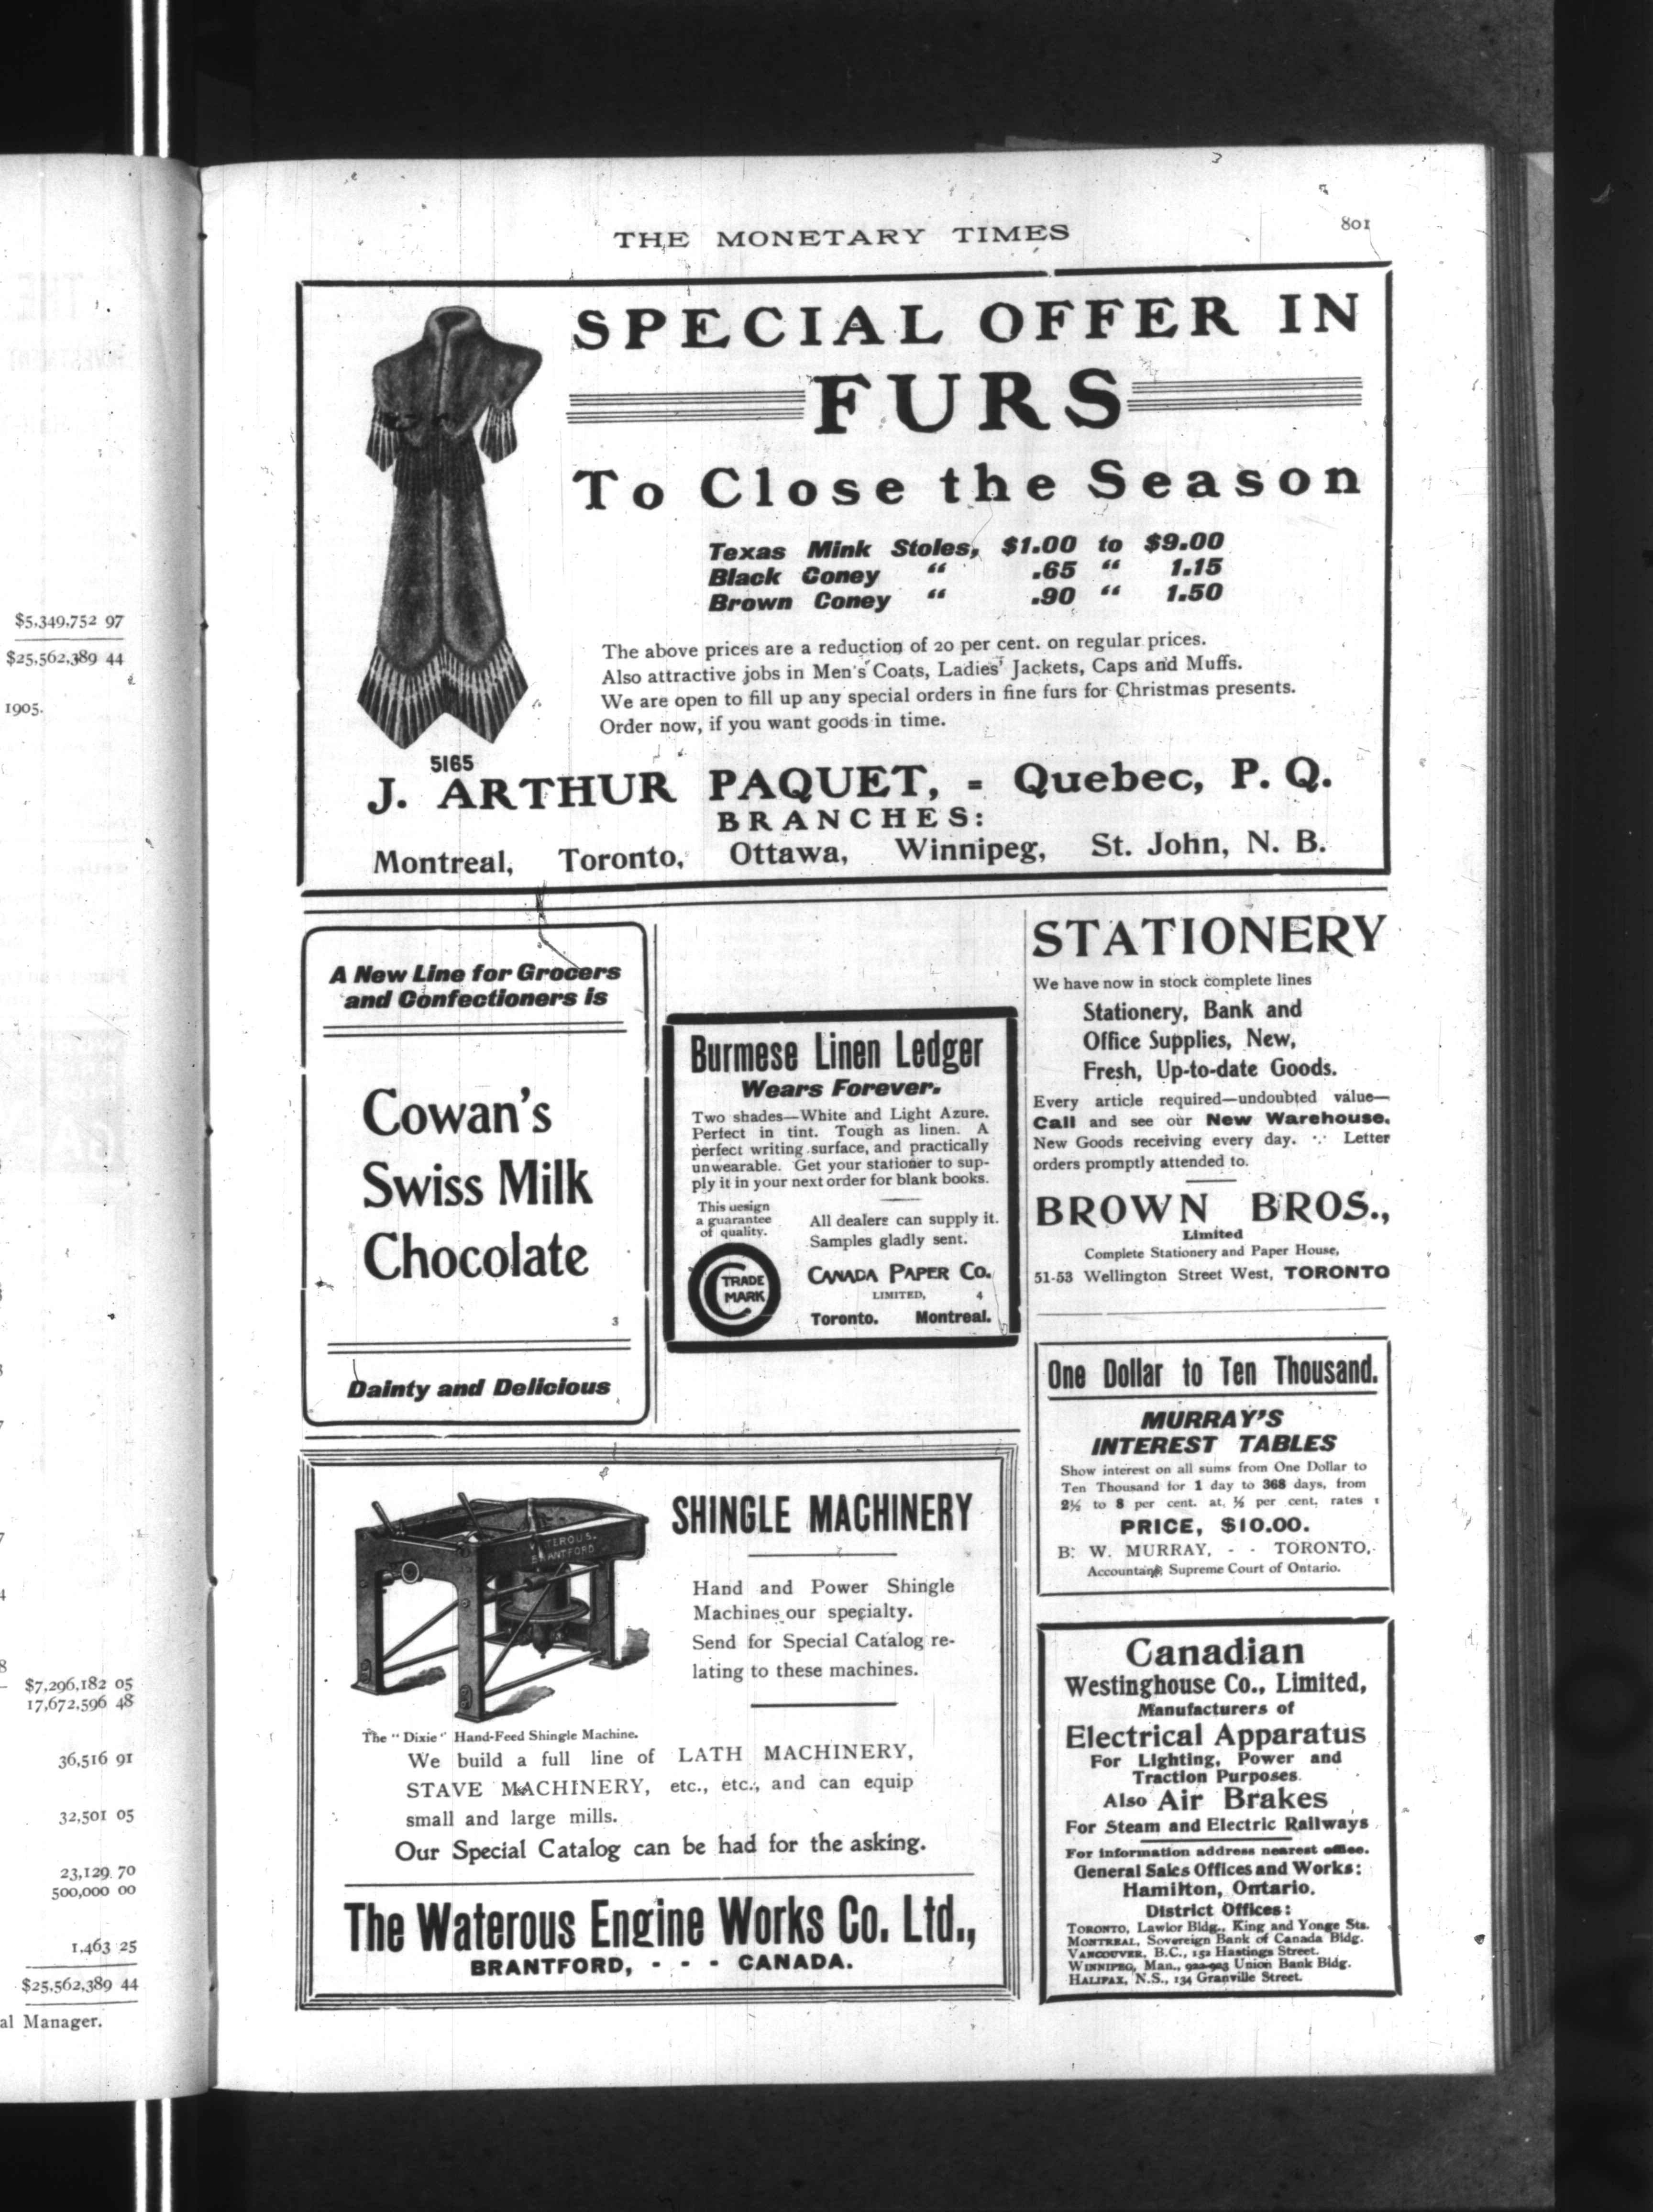 $5,349,752 97
$25,562,389 44
1905.
$7,296,182 05
17,672,596 48
36,516 91
32,501 05
23,129 70
500,000 00
1,463 25
$25,562,389 44
al Manager.
THE MONETARY TIMES
801
SPECIAL OFFER IN
FURS
To Close the Season
Texas Mink Stoles, $1.00 to $9.00
Black Coney “ .65 “ 1.15
Brown Coney “ .90 “ 1.50
The above prices are a reduction of 20 per cent. on regular prices.
Also attractive jobs in Men's Coats, Ladies' Jackets, Caps and Muffs.
We are open to fill up any special orders in fine furs for Christmas presents.
Order now, if you want goods in time.
5165
J. ARTHUR PAQUET, - Quebec, P. Q.
BRANCHES:
Montreal, Toronto, Ottawa, Winnipeg, St. John, N. B.
A New Line for Grocers
and Confectioners is
Cowan's
Swiss Milk
Chocolate
3
Dainty and Delicious
Burmese Linen Ledger
Wears Forever.
Two shades—White and Light Azure.
Perfect in tint. Tough as linen. A
perfect writing surface, and practically
unwearable. Get your stationer to sup-
ply it in your next order for blank books.
This design
a guarantee
of quality.
TRADE
MARK
All dealers can supply it.
Samples gladly sent.
CANADA PAPER CO.
LIMITED, 4
Toronto. Montreal.
STATIONERY
We have now in stock complete lines
Stationery, Bank and
Office Supplies, New,
Fresh, Up-to-date Goods.
Every article required—undoubted value—
Call and see our New Warehouse.
New Goods receiving every day. ∵ Letter
orders promptly attended to.
BROWN BROS.,
Limited
Complete Stationery and Paper House,
51-53 Wellington Street West, TORONTO
One Dollar to Ten Thousand.
MURRAY'S
INTEREST TABLES
Show interest on all sums from One Dollar to
Ten Thousand for 1 day to 368 days, from
2½ to 8 per cent. at ½ per cent. rates
PRICE, $10.00.
B. W. MURRAY, - - TORONTO,
Accountant Supreme Court of Ontario.
WATEROUS.
BRANTFORD
SHINGLE MACHINERY
Hand and Power Shingle
Machines our specialty.
Send for Special Catalog re-
lating to these machines.
The "Dixie" Hand-Feed Shingle Machine.
We build a full line of LATH MACHINERY,
STAVE MACHINERY, etc., etc., and can equip
small and large mills.
Our Special Catalog can be had for the asking.
The Waterous Engine Works Co. Ltd.,
BRANTFORD, - - - CANADA.
Canadian
Westinghouse Co., Limited,
Manufacturers of
Electrical Apparatus
For Lighting, Power and
Traction Purposes.
Also Air Brakes
For Steam and Electric Railways
For information address nearest office.
General Sales Offices and Works:
Hamilton, Ontario.
District Offices:
TORONTO, Lawlor Bldg., King and Yonge Sts.
MONTREAL, Sovereign Bank of Canada Bldg.
VANCOUVER, B.C., 152 Hastings Street.
WINNIPEG, Man., 922-923 Union Bank Bldg.
HALIFAX, N.S., 134 Granville Street.